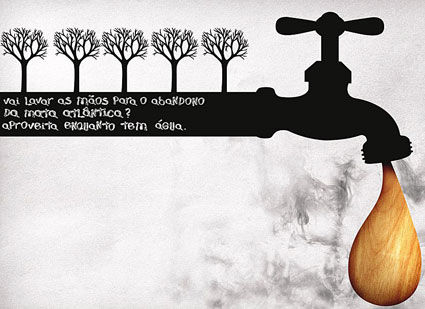 vai lavar as mãos para o abandono
da mata atlântica?
aproveita enquanto tem água.